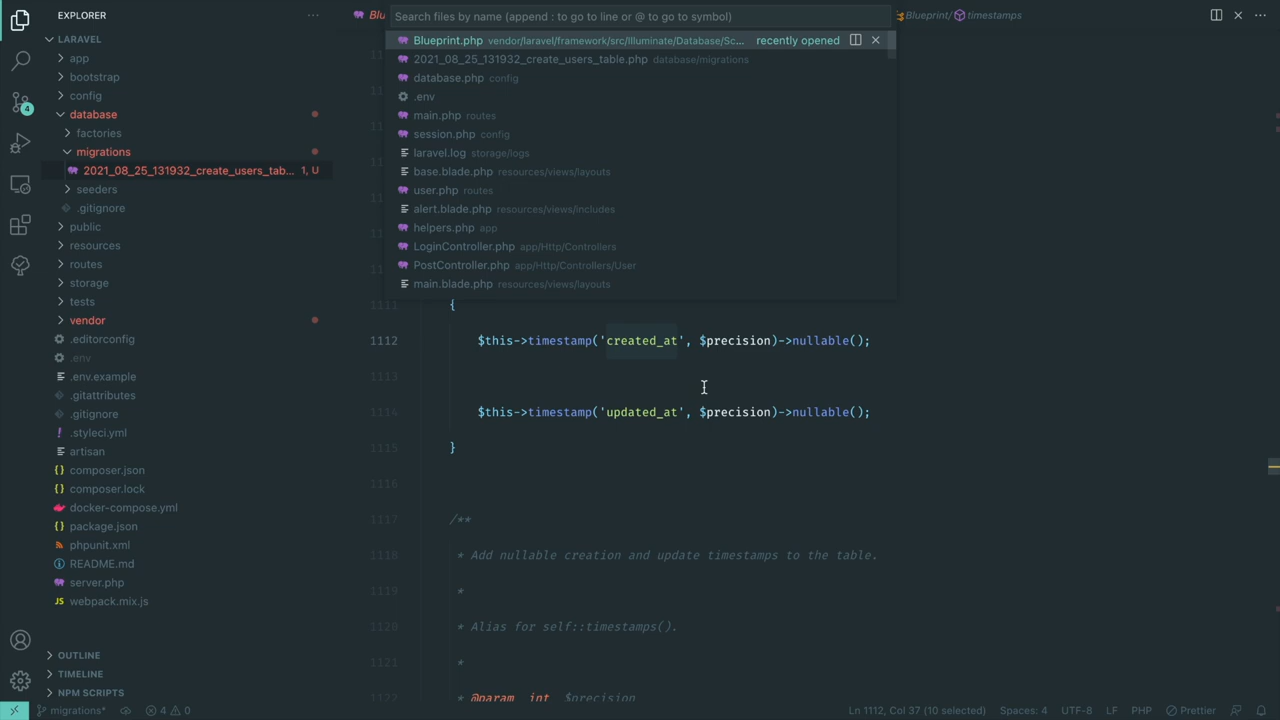 EXPLORER
LARAVEL
app
bootstrap
config
database
factories
migrations
2021_08_25_131932_create_users_tab... 1, U
seeders
.gitignore
public
resources
routes
storage
tests
vendor
.editorconfig
.env
.env.example
.gitattributes
.gitignore
.styleci.yml
artisan
composer.json
composer.lock
docker-compose.yml
package.json
phpunit.xml
README.md
server.php
webpack.mix.js
OUTLINE
TIMELINE
NPM SCRIPTS
4
Blu
Search files by name (append : to go to line or @ to go to symbol)
Blueprint/ timestamps
Blueprint.php vendor/laravel/framework/src/Illuminate/Database/Sc... recently opened
2021_08_25_131932_create_users_table.php database/migrations
database.php config
.env
main.php routes
session.php config
laravel.log storage/logs
base.blade.php resources/views/layouts
user.php routes
alert.blade.php resources/views/includes
helpers.php app
LoginController.php app/Http/Controllers
PostController.php app/Http/Controllers/User
main.blade.php resources/views/layouts
1111 {
1112 $this->timestamp('created_at', $precision)->nullable();
1113
1114 $this->timestamp('updated_at', $precision)->nullable();
1115 }
1116
1117 /**
1118 * Add nullable creation and update timestamps to the table.
1119 *
1120 * Alias for self::timestamps().
1121 *
1122 * @param int $precision
migrations* 4 0 Ln 1112, Col 37 (10 selected) Spaces: 4 UTF-8 LF PHP Prettier